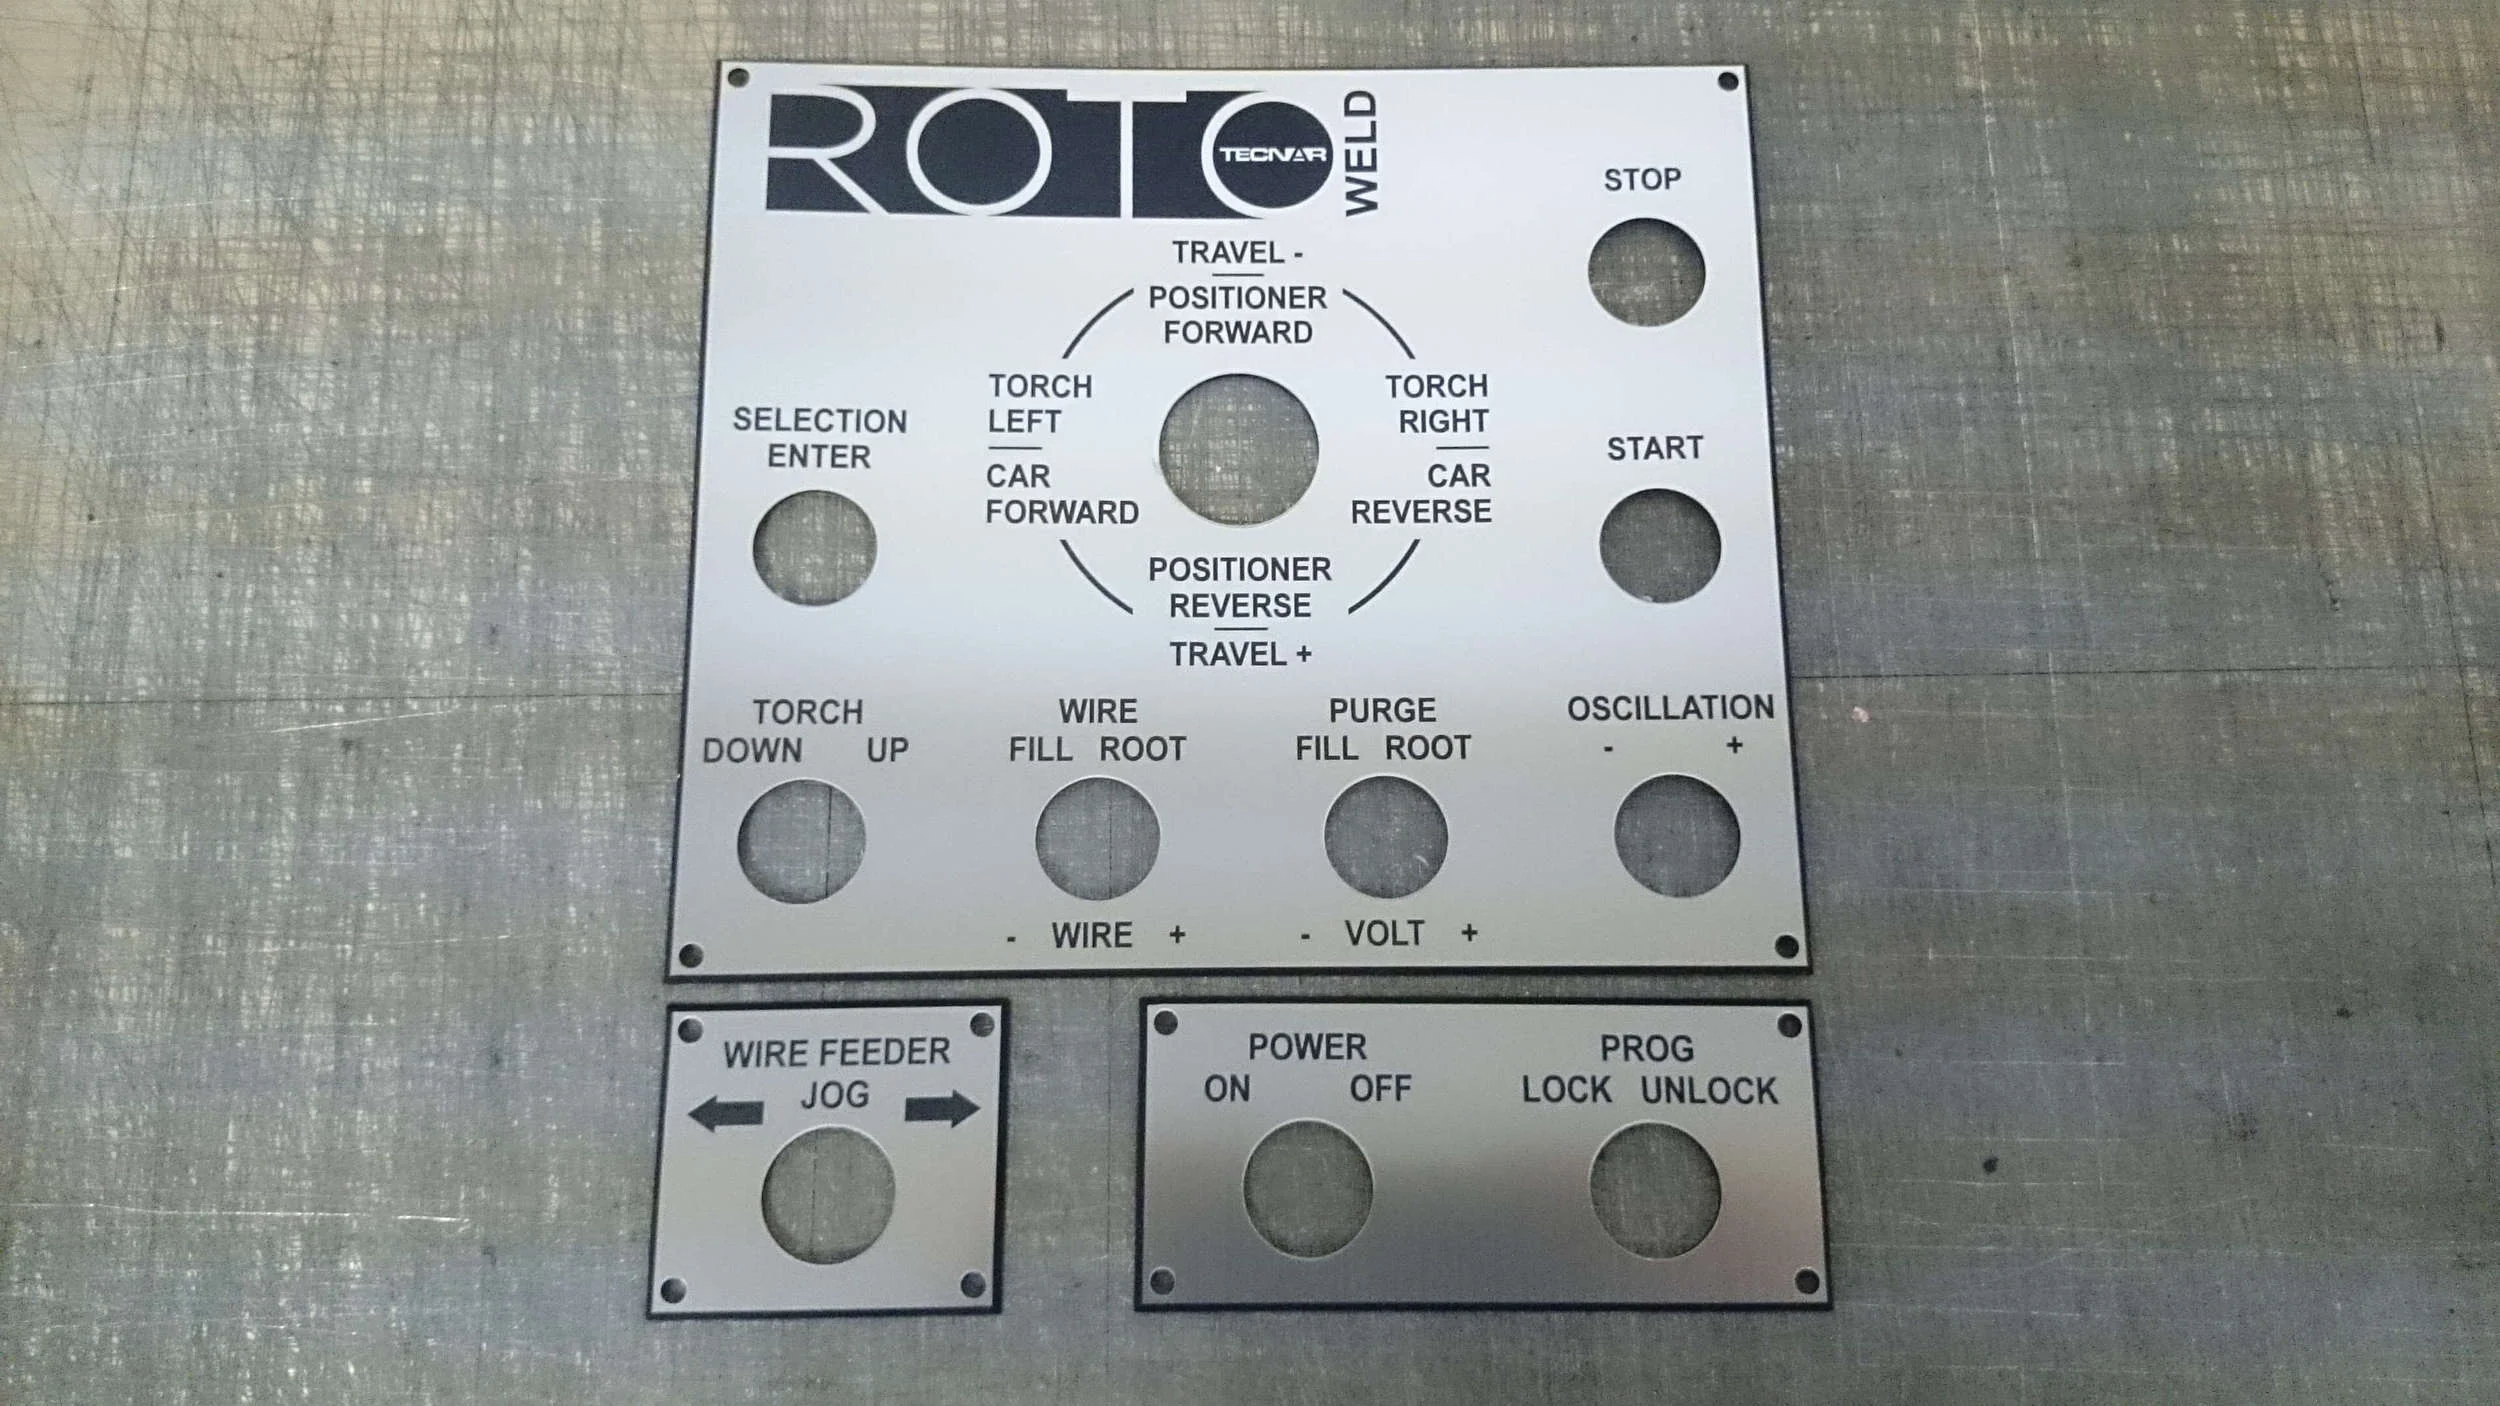 ROTO
TECNAR
WELD
STOP
TRAVEL -
POSITIONER
FORWARD
TORCH
LEFT
CAR
FORWARD
TORCH
RIGHT
CAR
REVERSE
SELECTION
ENTER
START
POSITIONER
REVERSE
TRAVEL +
TORCH
DOWN UP
WIRE
FILL ROOT
PURGE
FILL ROOT
OSCILLATION
- +
- WIRE +
- VOLT +
WIRE FEEDER
JOG
POWER
ON OFF
PROG
LOCK UNLOCK